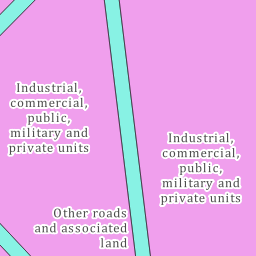 Industrial,
commercial,
public,
military and
private units
Industrial,
commercial,
public,
military and
private units
Other roads
and associated
land